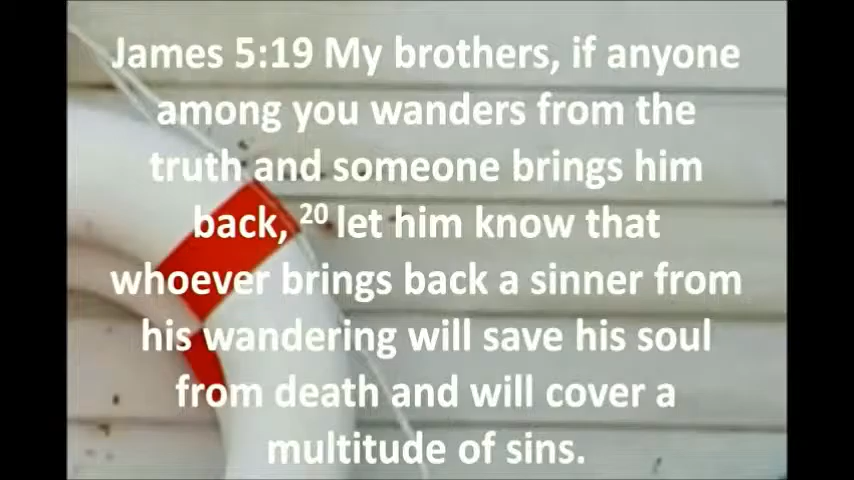 James 5:19 My brothers, if anyone
among you wanders from the
truth and someone brings him
back, 20 let him know that
whoever brings back a sinner from
his wandering will save his soul
from death and will cover a
multitude of sins.